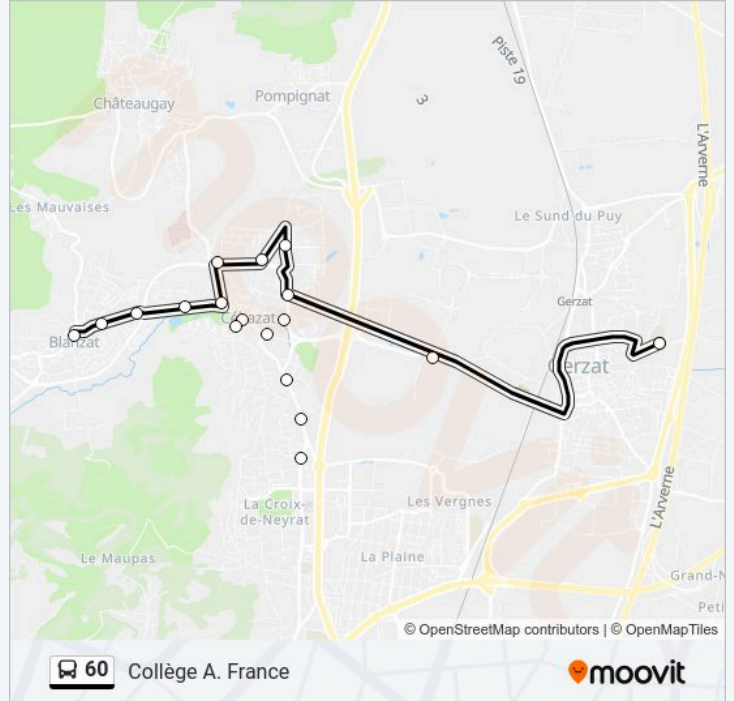 Piste 19
Châteaugay
Pompignat
3
L'Arverne
Les Mauvaises
Le Sund du Puy
Gerzat
Cébazat
Blanzat
Gerzat
La Croix-
de-Neyrat
Les Vergnes
L'Arverne
Le Maupas
La Plaine
Grand-N
Peti
© OpenStreetMap contributors | © OpenMapTiles
60 Collège A. France
moovit